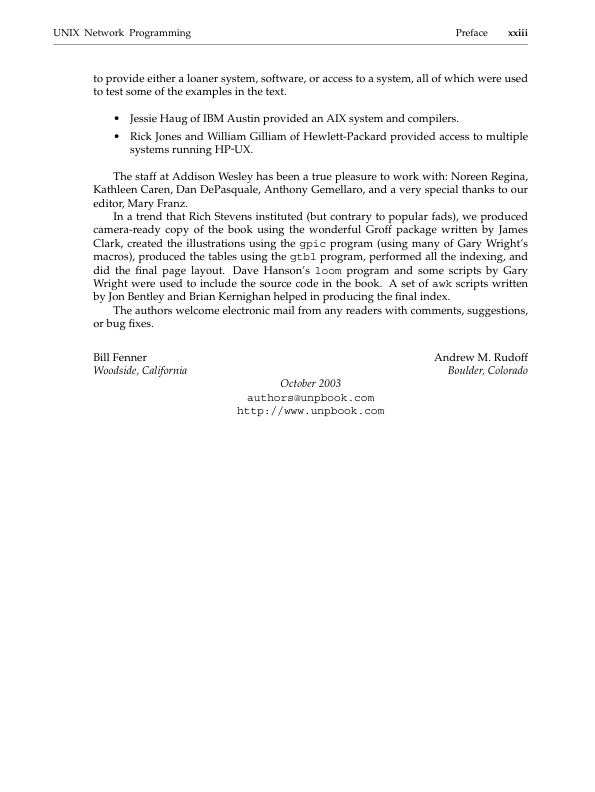 UNIX Network Programming Preface xxiii
to provide either a loaner system, software, or access to a system, all of which were used
to test some of the examples in the text.
• Jessie Haug of IBM Austin provided an AIX system and compilers.
• Rick Jones and William Gilliam of Hewlett-Packard provided access to multiple
systems running HP-UX.
The staff at Addison Wesley has been a true pleasure to work with: Noreen Regina,
Kathleen Caren, Dan DePasquale, Anthony Gemellaro, and a very special thanks to our
editor, Mary Franz.
In a trend that Rich Stevens instituted (but contrary to popular fads), we produced
camera-ready copy of the book using the wonderful Groff package written by James
Clark, created the illustrations using the gpic program (using many of Gary Wright's
macros), produced the tables using the gtbl program, performed all the indexing, and
did the final page layout. Dave Hanson's loom program and some scripts by Gary
Wright were used to include the source code in the book. A set of awk scripts written
by Jon Bentley and Brian Kernighan helped in producing the final index.
The authors welcome electronic mail from any readers with comments, suggestions,
or bug fixes.
Bill Fenner Andrew M. Rudoff
Woodside, California Boulder, Colorado
October 2003
authors@unpbook.com
http://www.unpbook.com